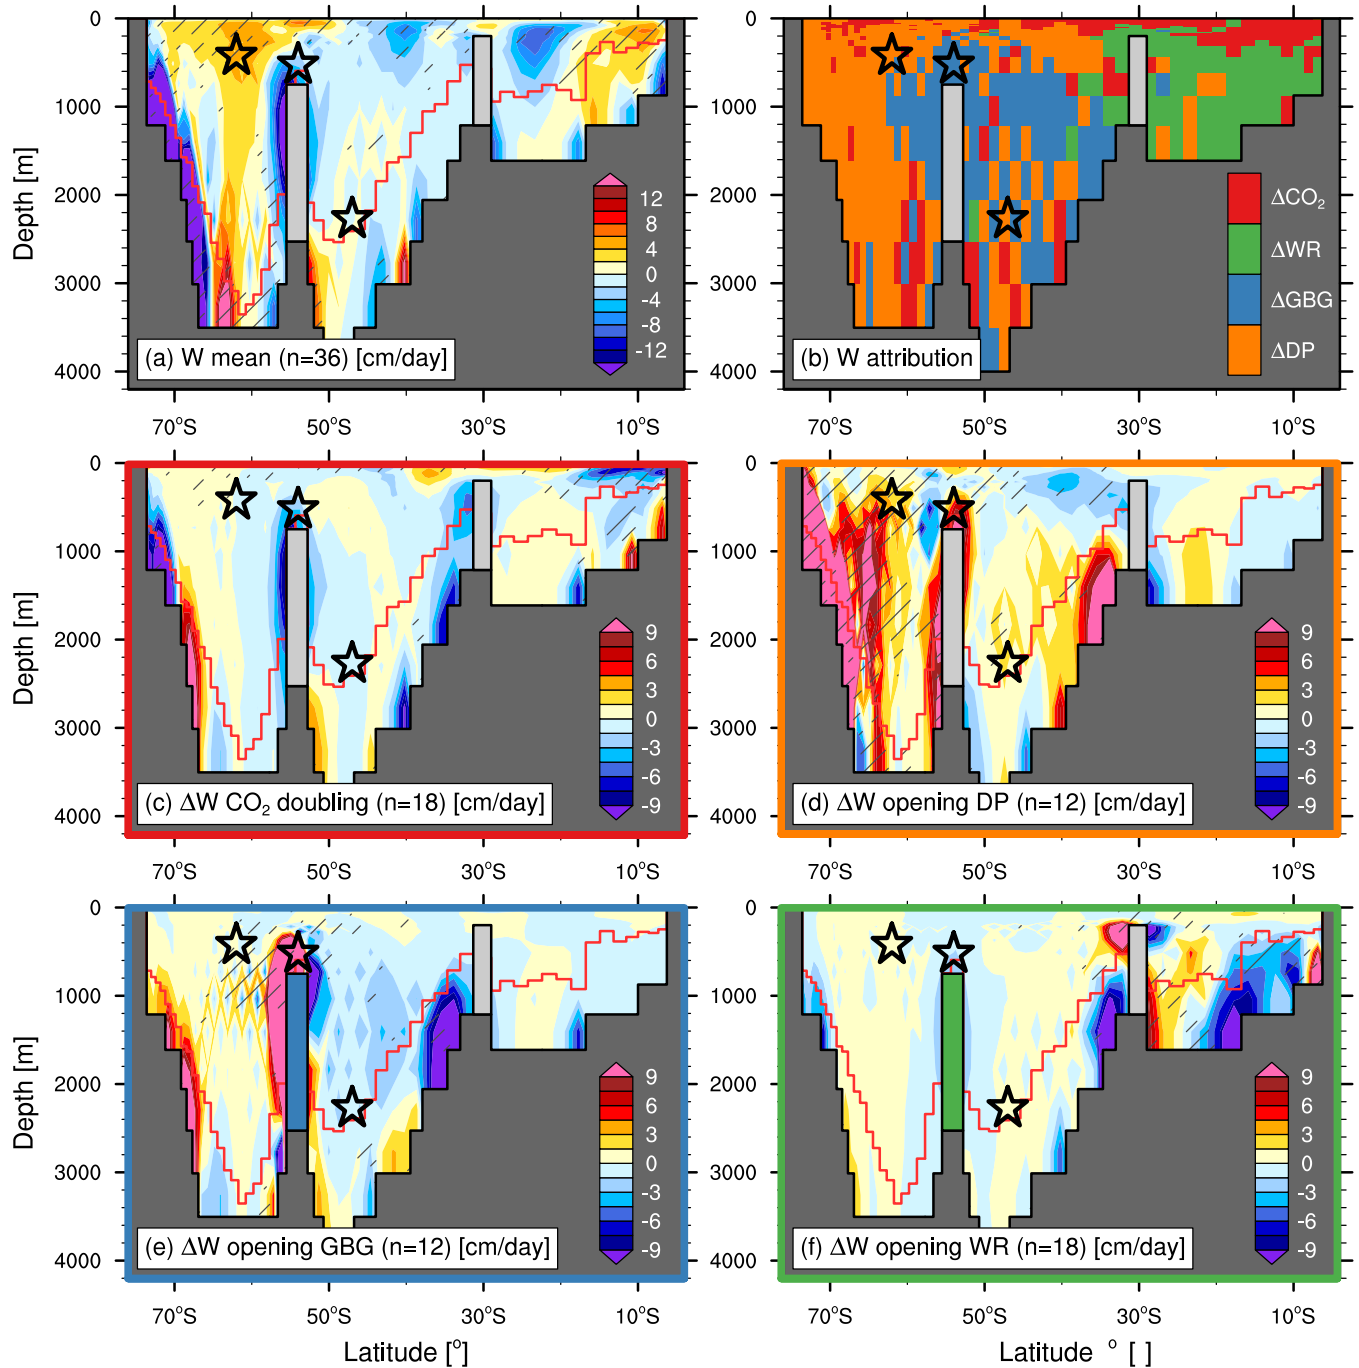 0
1000
2000
3000
4000
Depth [m]
12
8
4
0
-4
-8
-12
(a) W mean (n=36) [cm/day]
70°S
50°S
30°S
10°S
0
1000
2000
3000
4000
ΔCO₂
ΔWR
ΔGBG
ΔDP
(b) W attribution
70°S
50°S
30°S
10°S
0
1000
2000
3000
4000
Depth [m]
9
6
3
0
-3
-6
-9
(c) ΔW CO₂ doubling (n=18) [cm/day]
70°S
50°S
30°S
10°S
0
1000
2000
3000
4000
9
6
3
0
-3
-6
-9
(d) ΔW opening DP (n=12) [cm/day]
70°S
50°S
30°S
10°S
0
1000
2000
3000
4000
Depth [m]
9
6
3
0
-3
-6
-9
(e) ΔW opening GBG (n=12) [cm/day]
70°S
50°S
30°S
10°S
Latitude [°]
0
1000
2000
3000
4000
9
6
3
0
-3
-6
-9
(f) ΔW opening WR (n=18) [cm/day]
70°S
50°S
30°S
10°S
Latitude ° [ ]